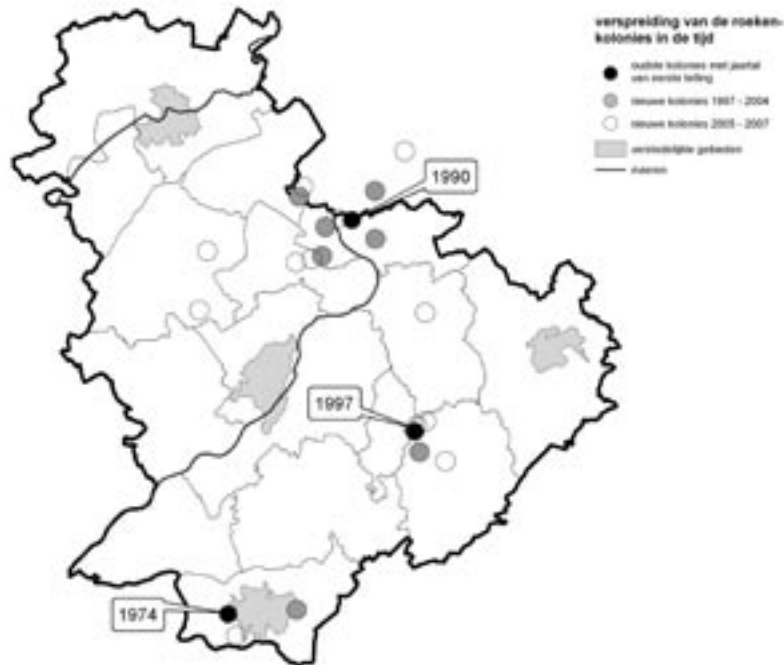 verspreiding van de roeken-
kolonies in de tijd
oudste kolonies met jaartal
van eerste telling
nieuwe kolonies 1997 - 2004
nieuwe kolonies 2005 - 2007
verstedelijkte gebieden
rivieren
1990
1997
1974